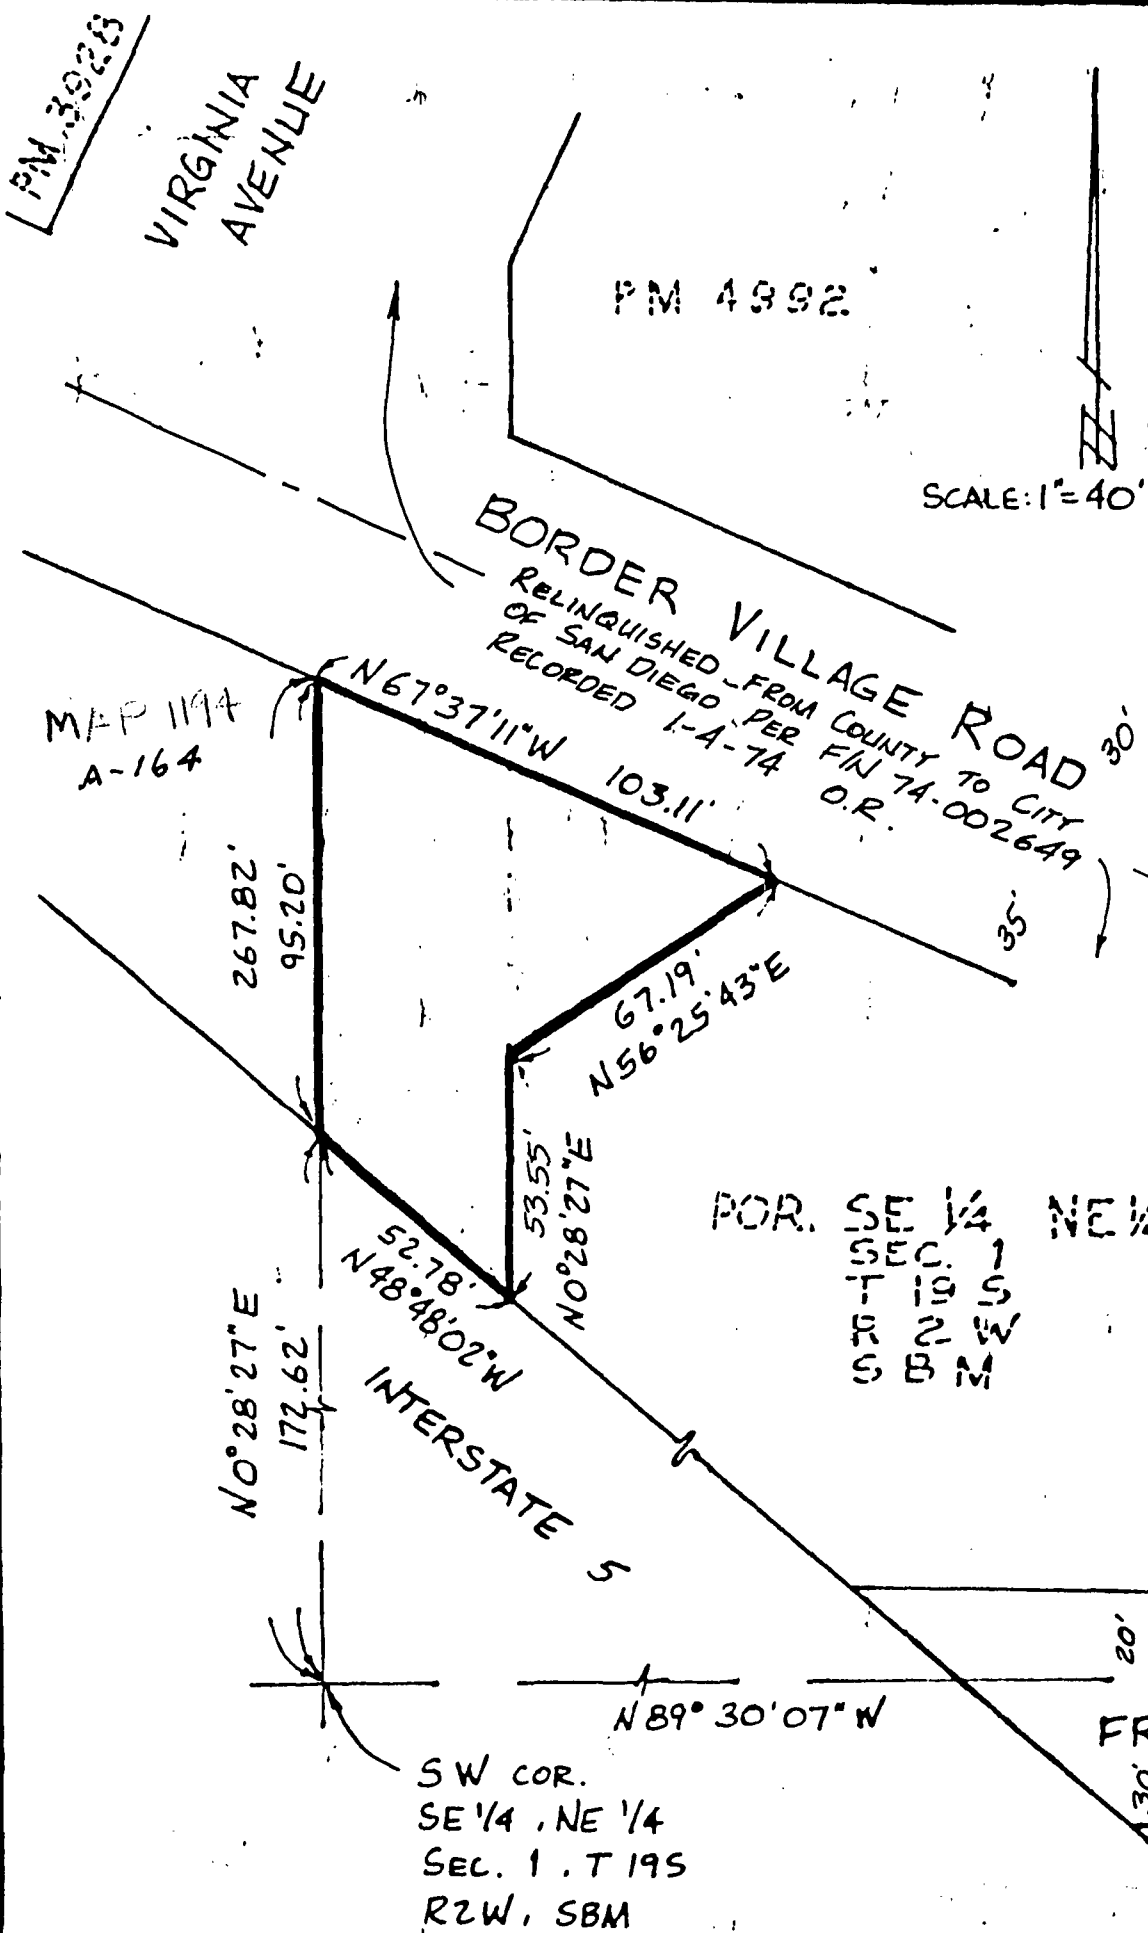 PM 3928
VIRGINIA
AVENUE
PM 4992
SCALE: 1"=40'
BORDER VILLAGE ROAD
RELINQUISHED FROM COUNTY TO CITY
OF SAN DIEGO PER F/N 74-002649
RECORDED 1-4-74 O.R.
30'
35'
MAP 1194
A-164
N67°37'11"W 103.11'
267.82'
95.20'
67.19'
N56°25'43"E
53.55'
N0°28'27"E
52.78'
N48°48'02"W
N0°28'27"E
172.62'
INTERSTATE 5
POR. SE 1/4 NE 1/4
SEC. 1
T 19 S
R 2 W
S B M
N89°30'07"W
20'
FR
30'
SW COR.
SE 1/4, NE 1/4
SEC. 1, T 19S
R2W, SBM